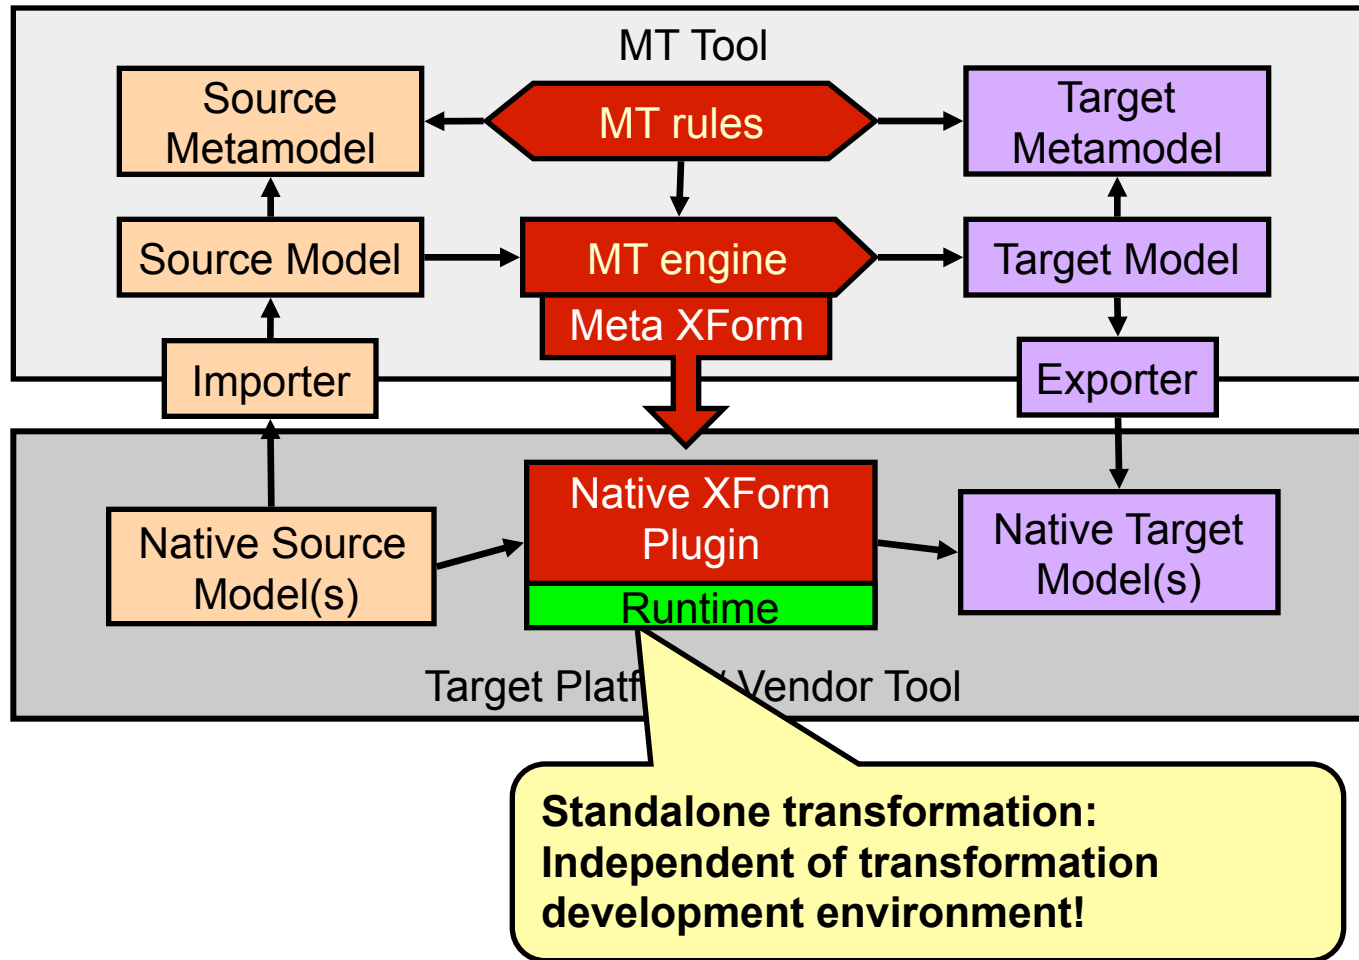 MT Tool
Source
Metamodel
MT rules
Target
Metamodel
Source Model
MT engine
Target Model
Meta XForm
Importer
Exporter
Native Source
Model(s)
Native XForm
Plugin
Native Target
Model(s)
Runtime
Target Platf / Vendor Tool
Standalone transformation:
Independent of transformation
development environment!